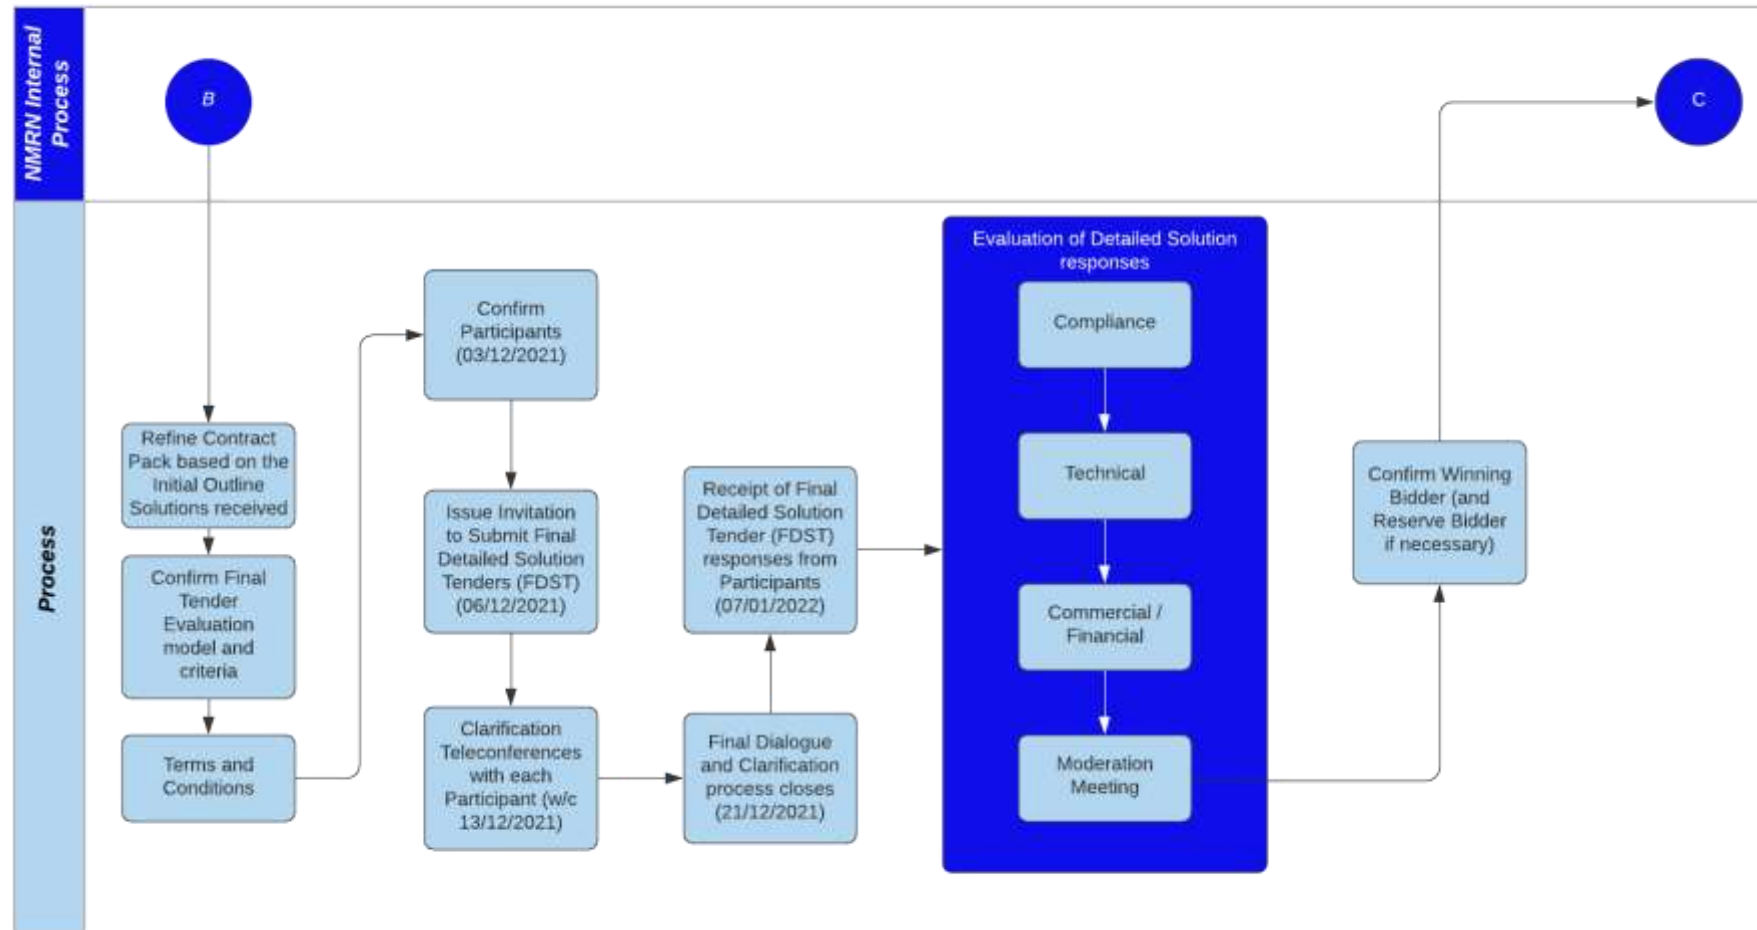 NMRN Internal
Process
B
C
Process
Refine Contract
Pack based on the
Initial Outline
Solutions received
Confirm Final
Tender
Evaluation
model and
criteria
Terms and
Conditions
Confirm
Participants
(03/12/2021)
Issue Invitation
to Submit Final
Detailed Solution
Tenders (FDST)
(06/12/2021)
Clarification
Teleconferences
with each
Participant (w/c
13/12/2021)
Final Dialogue
and Clarification
process closes
(21/12/2021)
Receipt of Final
Detailed Solution
Tender (FDST)
responses from
Participants
(07/01/2022)
Evaluation of Detailed Solution
responses
Compliance
Technical
Commercial /
Financial
Moderation
Meeting
Confirm Winning
Bidder (and
Reserve Bidder
if necessary)